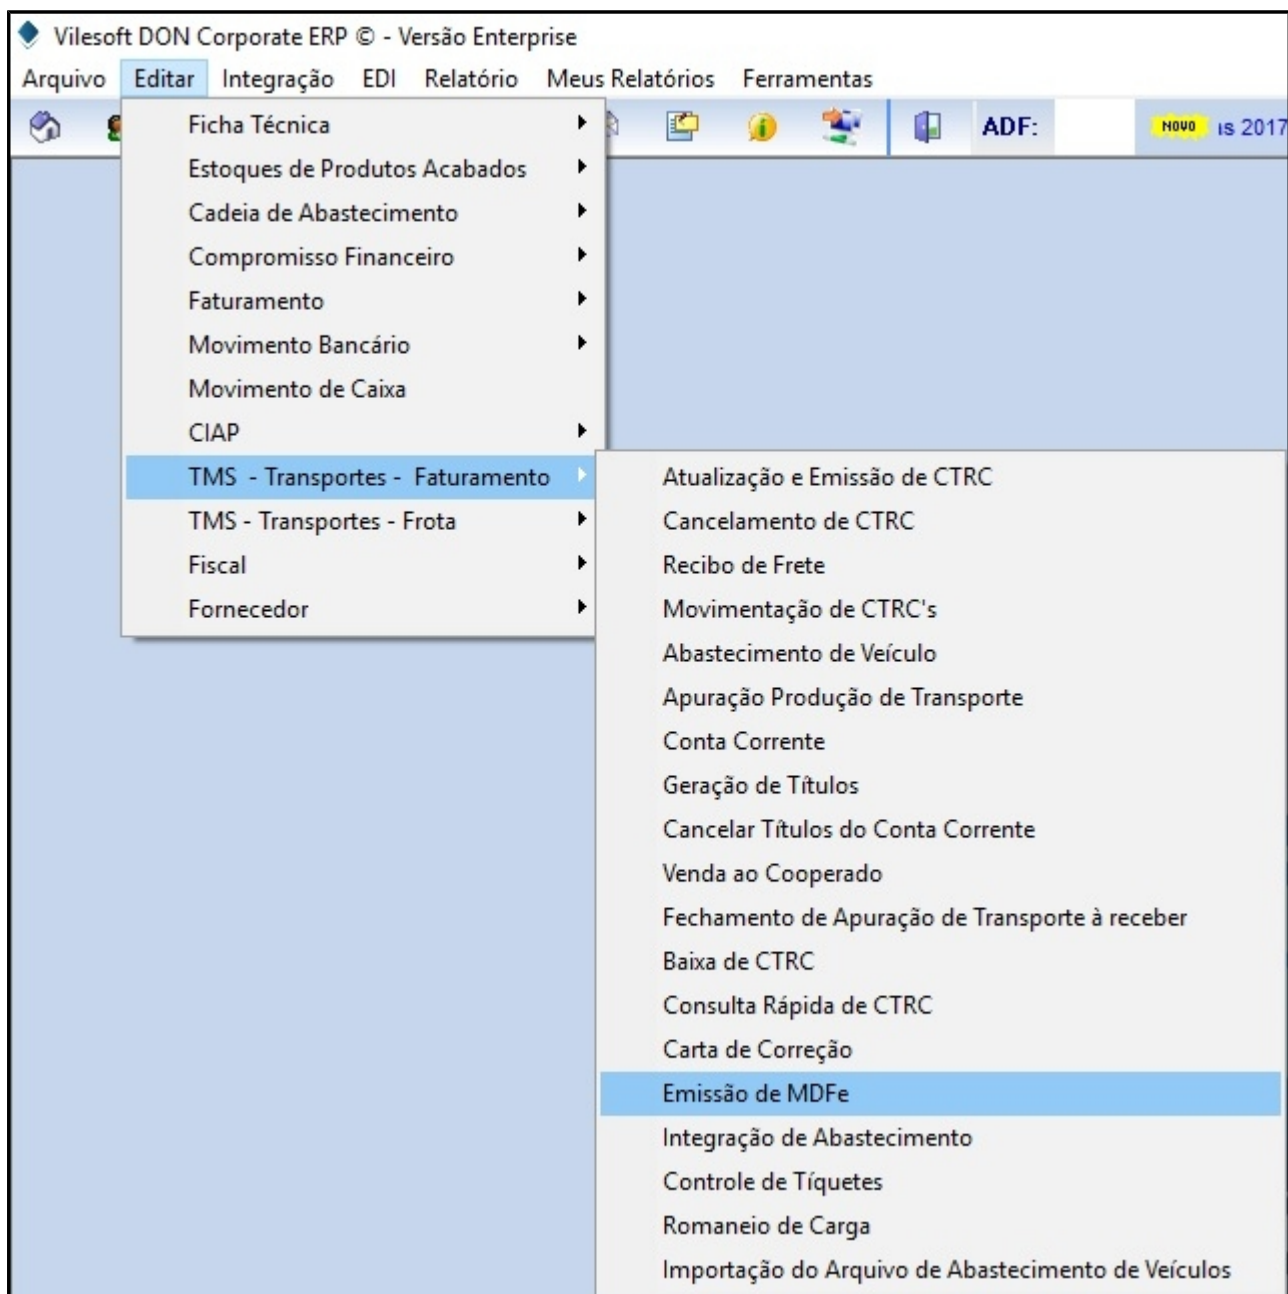 Vilesoft DON Corporate ERP © - Versão Enterprise
Arquivo Editar Integração EDI Relatório Meus Relatórios Ferramentas
ADF: NOVO is 2017
Ficha Técnica
Estoques de Produtos Acabados
Cadeia de Abastecimento
Compromisso Financeiro
Faturamento
Movimento Bancário
Movimento de Caixa
CIAP
TMS - Transportes - Faturamento
TMS - Transportes - Frota
Fiscal
Fornecedor
Atualização e Emissão de CTRC
Cancelamento de CTRC
Recibo de Frete
Movimentação de CTRC's
Abastecimento de Veículo
Apuração Produção de Transporte
Conta Corrente
Geração de Títulos
Cancelar Títulos do Conta Corrente
Venda ao Cooperado
Fechamento de Apuração de Transporte à receber
Baixa de CTRC
Consulta Rápida de CTRC
Carta de Correção
Emissão de MDFe
Integração de Abastecimento
Controle de Tíquetes
Romaneio de Carga
Importação do Arquivo de Abastecimento de Veículos